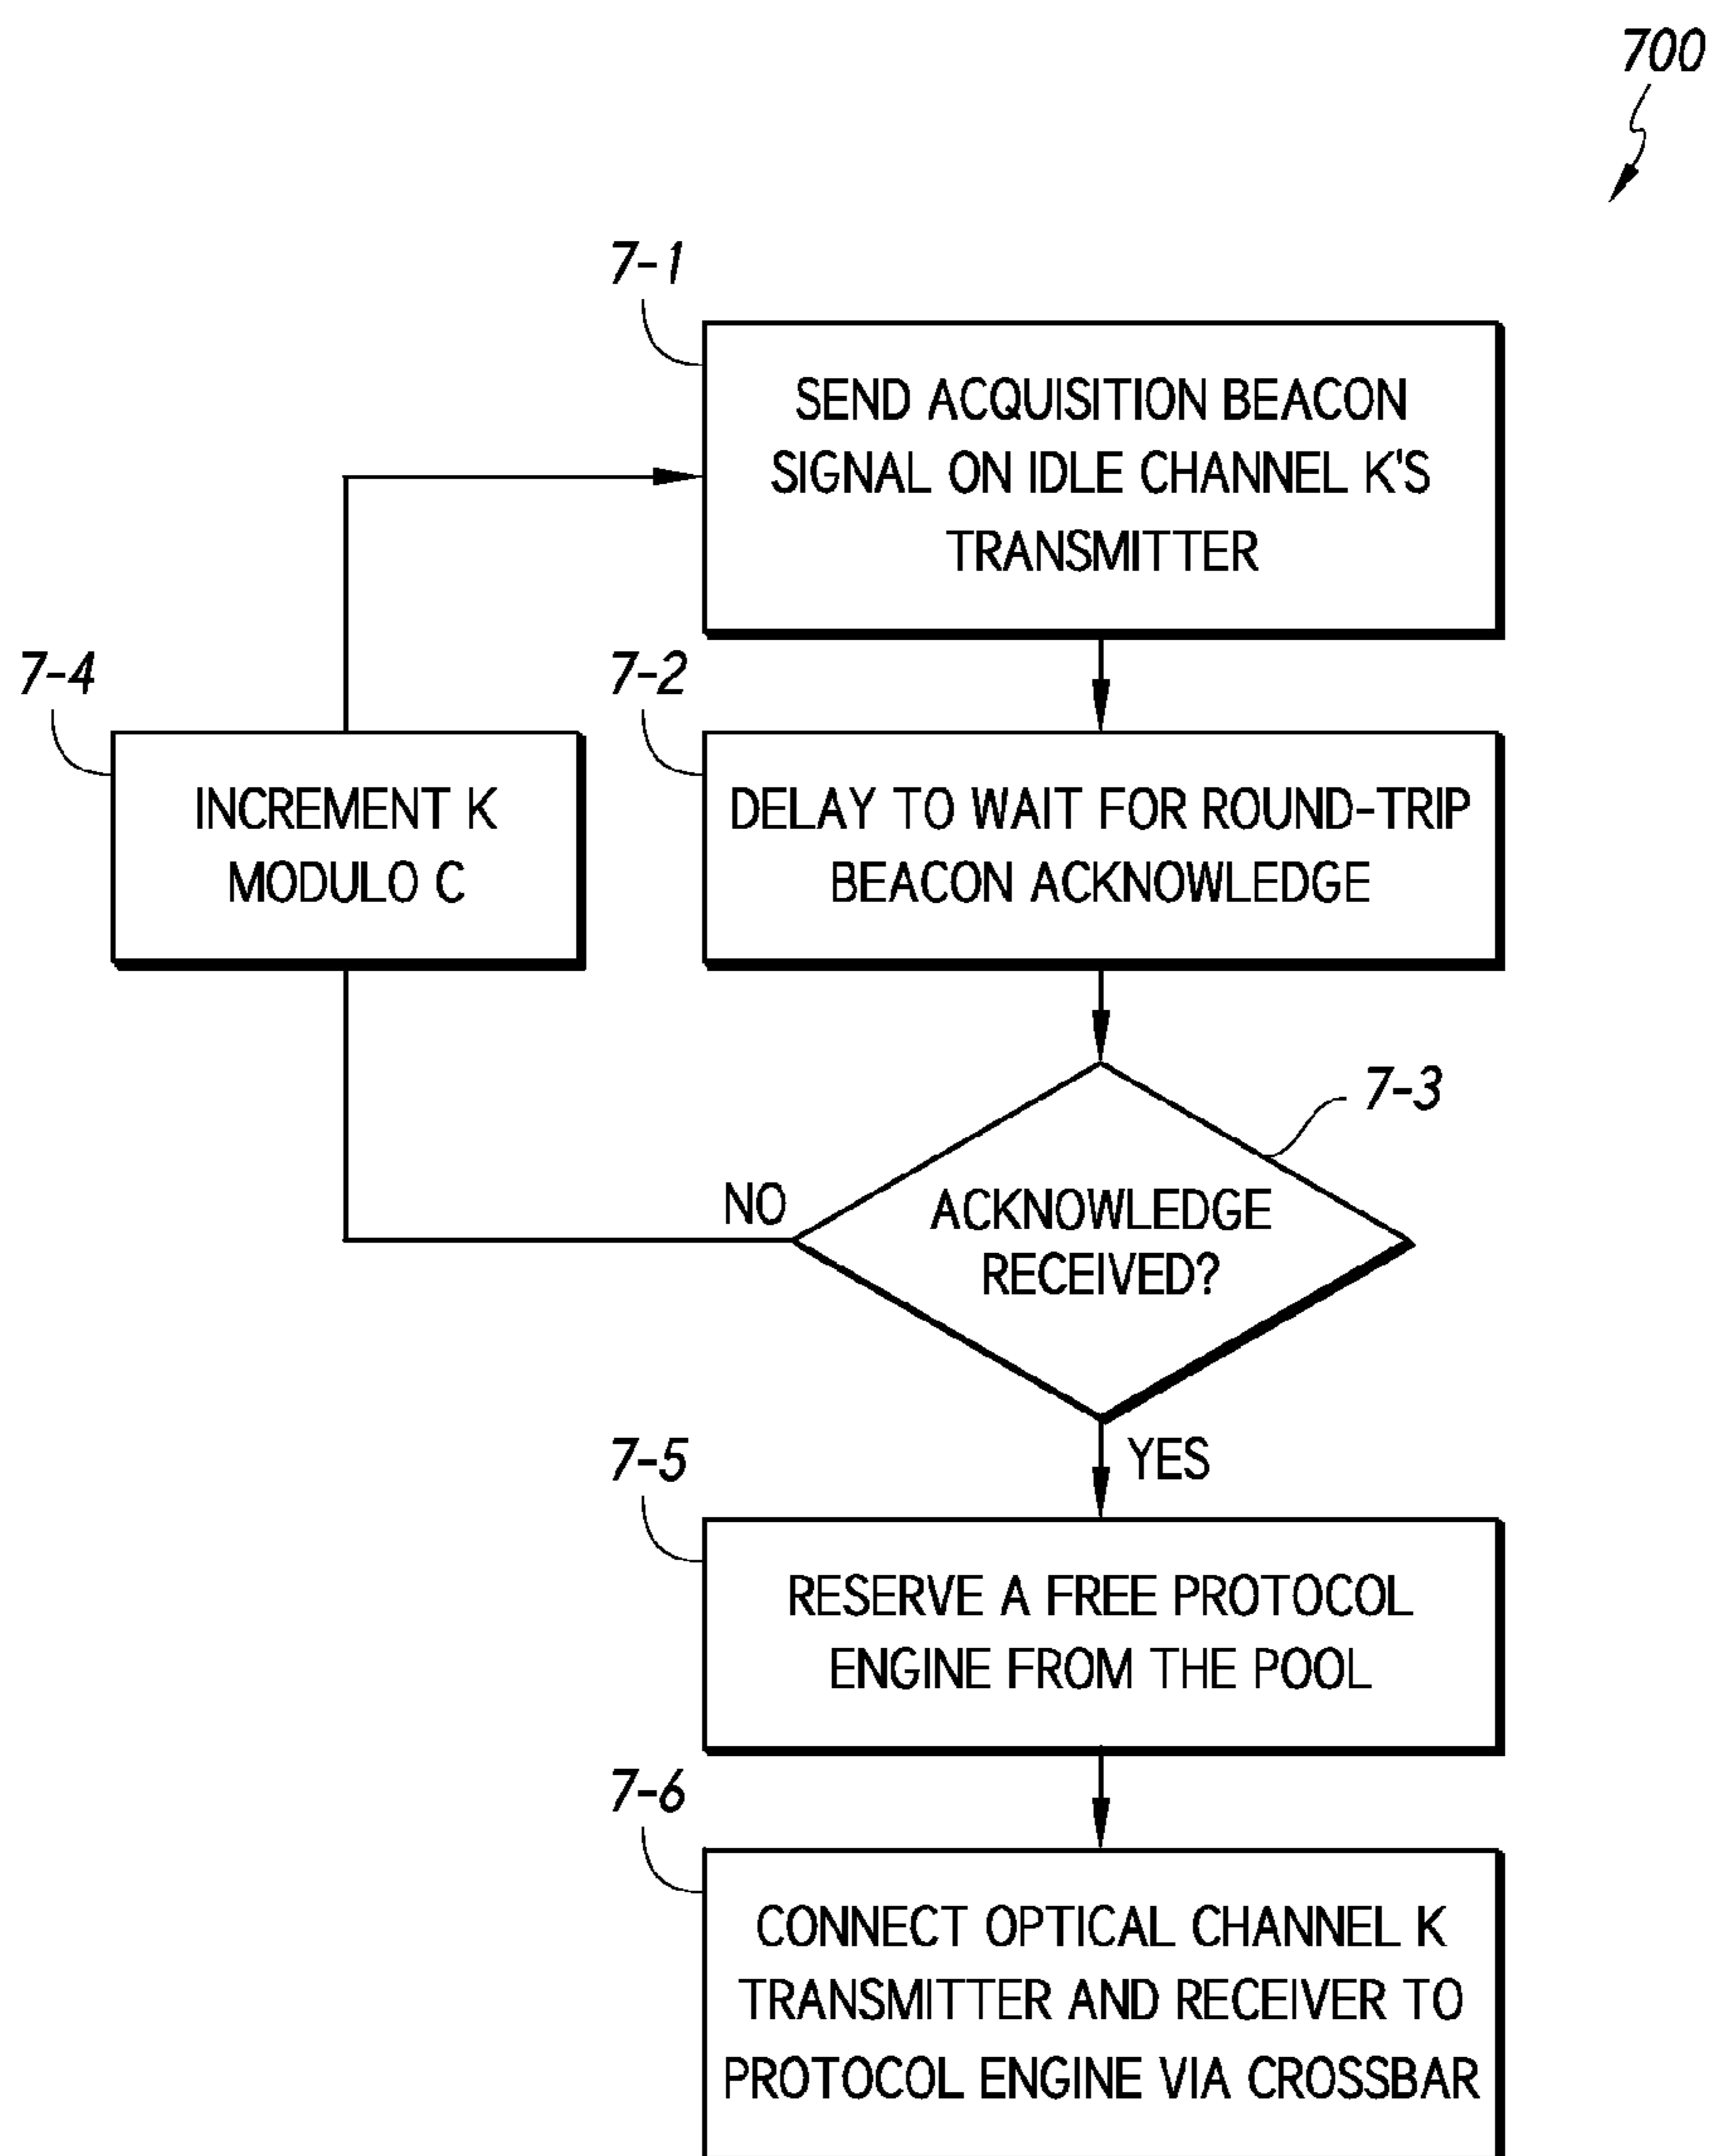 700
7-1
SEND ACQUISITION BEACON
SIGNAL ON IDLE CHANNEL K'S
TRANSMITTER
7-4
INCREMENT K
MODULO C
7-2
DELAY TO WAIT FOR ROUND-TRIP
BEACON ACKNOWLEDGE
7-3
ACKNOWLEDGE
RECEIVED?
NO
YES
7-5
RESERVE A FREE PROTOCOL
ENGINE FROM THE POOL
7-6
CONNECT OPTICAL CHANNEL K
TRANSMITTER AND RECEIVER TO
PROTOCOL ENGINE VIA CROSSBAR